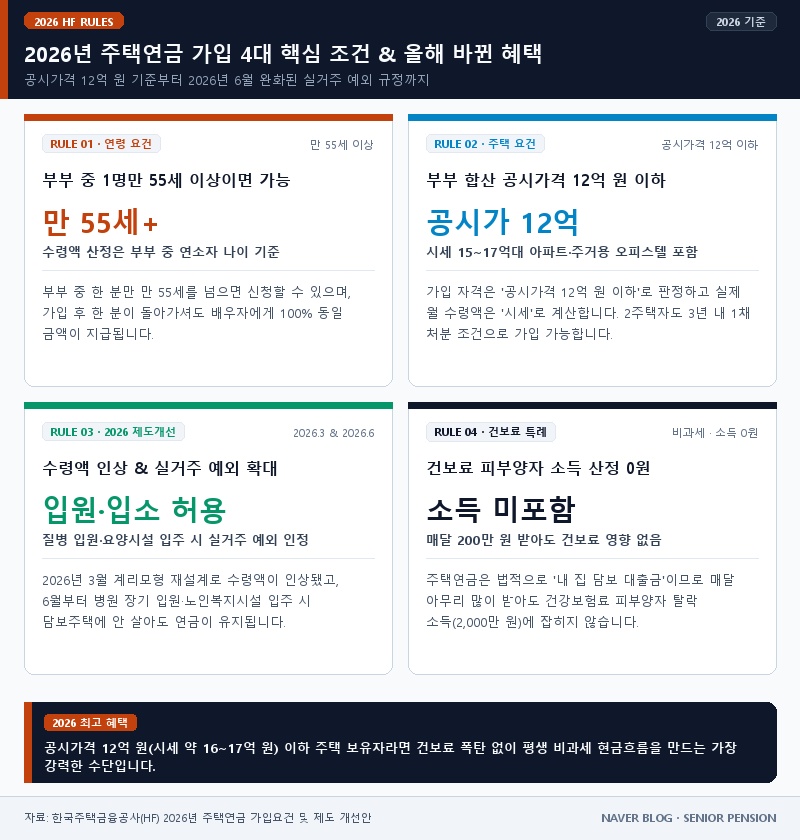 2026 HF RULES
2026 기준
2026년 주택연금 가입 4대 핵심 조건 & 올해 바뀐 혜택
공시가격 12억 원 기준부터 2026년 6월 완화된 실거주 예외 규정까지
RULE 01 · 연령 요건
만 55세 이상
부부 중 1명만 55세 이상이면 가능
만 55세+
수령액 산정은 부부 중 연소자 나이 기준
부부 중 한 분만 만 55세를 넘으면 신청할 수 있으며,
가입 후 한 분이 돌아가셔도 배우자에게 100% 동일
금액이 지급됩니다.
RULE 02 · 주택 요건
공시가격 12억 이하
부부 합산 공시가격 12억 원 이하
공시가 12억
시세 15~17억대 아파트·주거용 오피스텔 포함
가입 자격은 '공시가격 12억 원 이하'로 판정하고 실제
월 수령액은 '시세'로 계산합니다. 2주택자도 3년 내 1채
처분 조건으로 가입 가능합니다.
RULE 03 · 2026 제도개선
2026.3 & 2026.6
수령액 인상 & 실거주 예외 확대
입원·입소 허용
질병 입원·요양시설 입주 시 실거주 예외 인정
2026년 3월 계리모형 재설계로 수령액이 인상됐고,
6월부터 병원 장기 입원·노인복지시설 입주 시
담보주택에 안 살아도 연금이 유지됩니다.
RULE 04 · 건보료 특례
비과세 · 소득 0원
건보료 피부양자 소득 산정 0원
소득 미포함
매달 200만 원 받아도 건보료 영향 없음
주택연금은 법적으로 '내 집 담보 대출금'이므로 매달
아무리 많이 받아도 건강보험료 피부양자 탈락
소득(2,000만 원)에 잡히지 않습니다.
2026 최고 혜택
공시가격 12억 원(시세 약 16~17억 원) 이하 주택 보유자라면 건보료 폭탄 없이 평생 비과세 현금흐름을 만드는 가장
강력한 수단입니다.
자료: 한국주택금융공사(HF) 2026년 주택연금 가입요건 및 제도 개선안
NAVER BLOG · SENIOR PENSION